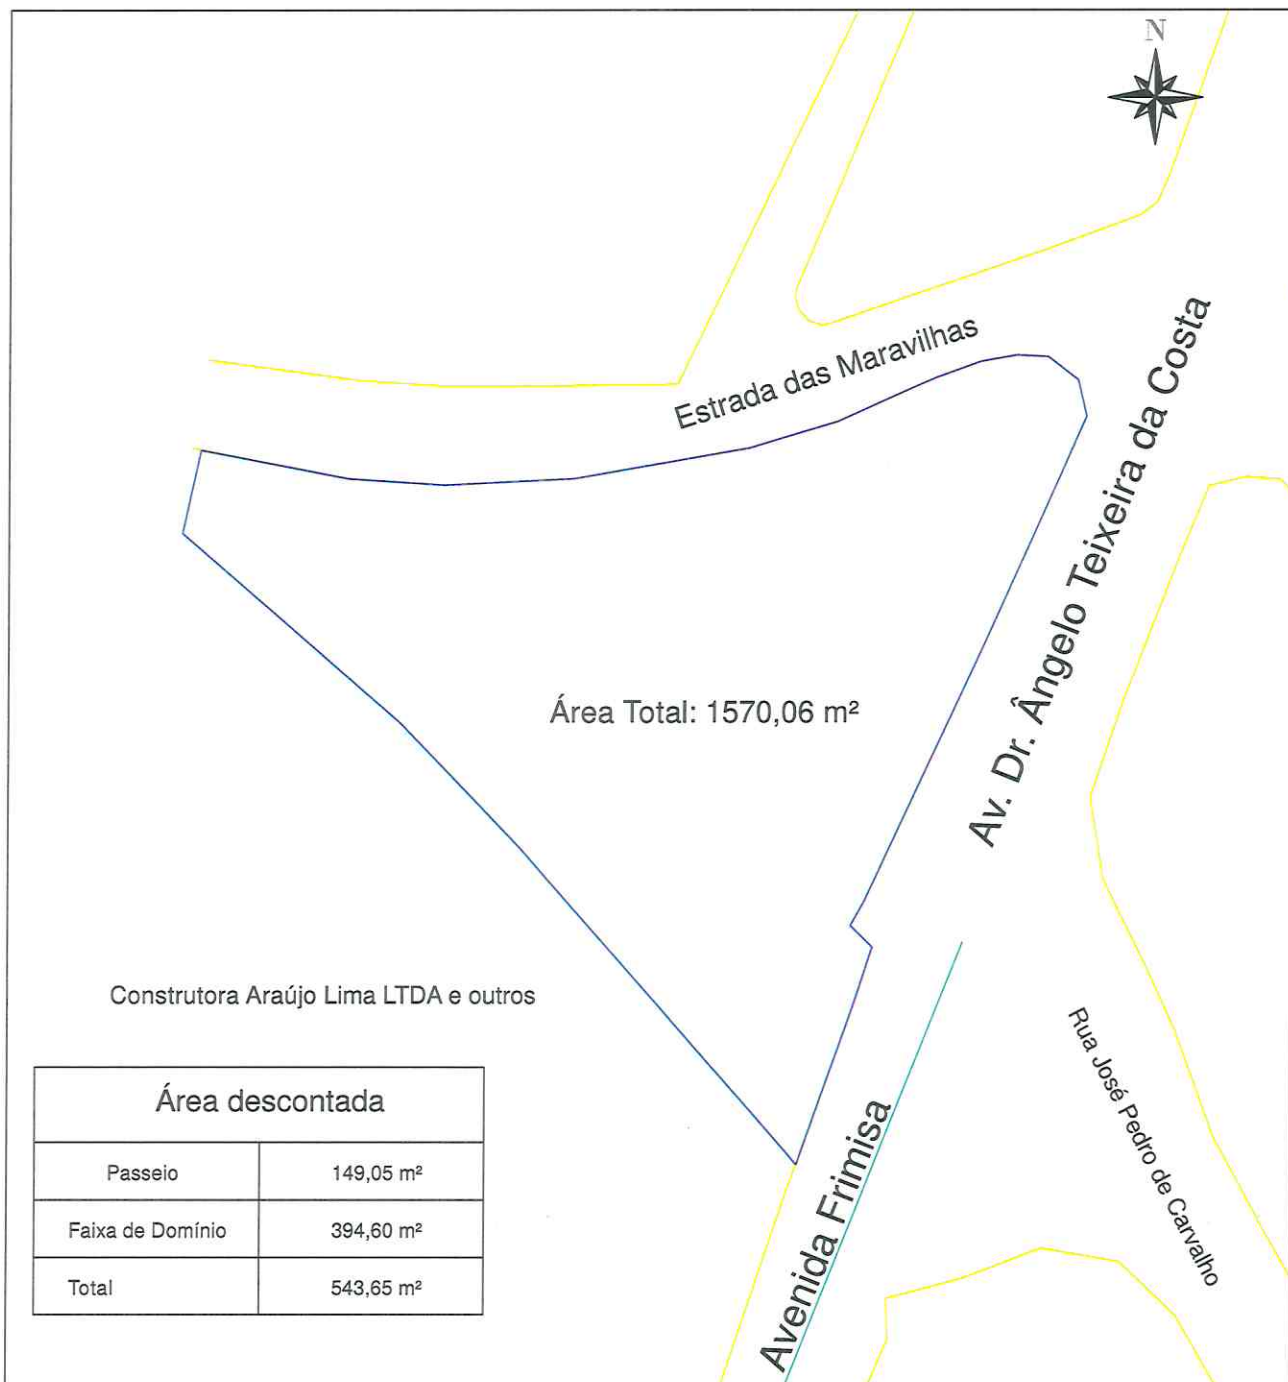 N
Estrada das Maravilhas
Av. Dr. Ângelo Teixeira da Costa
Área Total: 1570,06 m²
Construtora Araújo Lima LTDA e outros
Rua José Pedro de Carvalho
Avenida Frimisa
Área descontada
Passeio 149,05 m²
Faixa de Domínio 394,60 m²
Total 543,65 m²